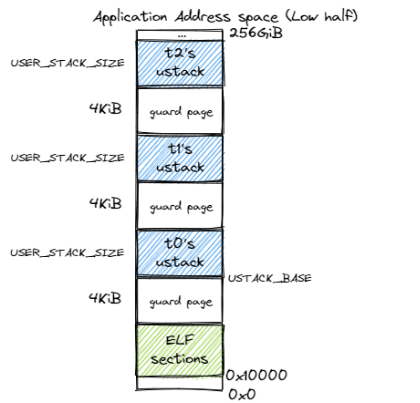 Application Address space (Low half)
...
256GiB
USER_STACK_SIZE
t2's
ustack
4KiB
guard page
USER_STACK_SIZE
t1's
ustack
4KiB
guard page
USER_STACK_SIZE
t0's
ustack
USTACK_BASE
4KiB
guard page
ELF
sections
0x10000
0x0